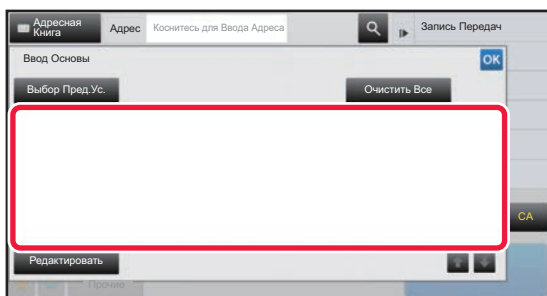 Адресная
Книга
Адрес
Коснитесь для Ввода Адреса
Запись Передач
Ввод Основы
OK
Выбор Пред.Ус.
Очистить Все
CA
Редактировать
Прочие